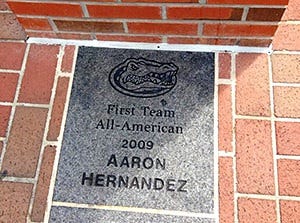 First Team
All-American
2009
AARON
HERNANDEZ